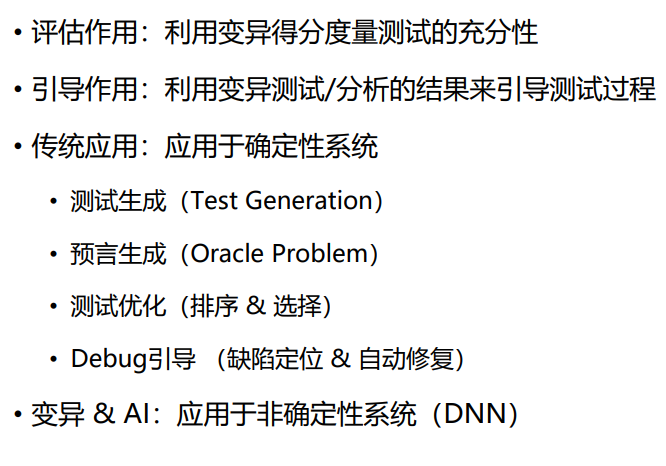 • 评估作用：利用变异得分度量测试的充分性
• 引导作用：利用变异测试/分析的结果来引导测试过程
• 传统应用：应用于确定性系统
• 测试生成（Test Generation）
• 预言生成（Oracle Problem）
• 测试优化（排序 & 选择）
• Debug引导 （缺陷定位 & 自动修复）
• 变异 & AI：应用于非确定性系统（DNN）